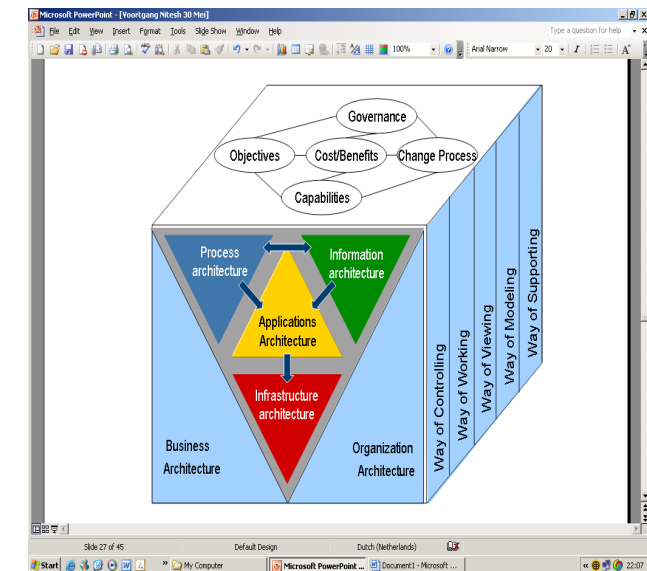 Microsoft PowerPoint - [Voortgang Nitesh 30 Mei]
File Edit View Insert Format Tools Slide Show Window Help
Type a question for help
100%
Arial Narrow
20
Governance
Objectives
Cost/Benefits
Change Process
Capabilities
Process
architecture
Information
architecture
Applications
Architecture
Infrastructure
architecture
Business
Architecture
Organization
Architecture
Way of Controlling
Way of Working
Way of Viewing
Way of Modeling
Way of Supporting
Slide 27 of 45
Default Design
Dutch (Netherlands)
Start
My Computer
Microsoft PowerPoint ...
Document1 - Microsoft ...
22:07